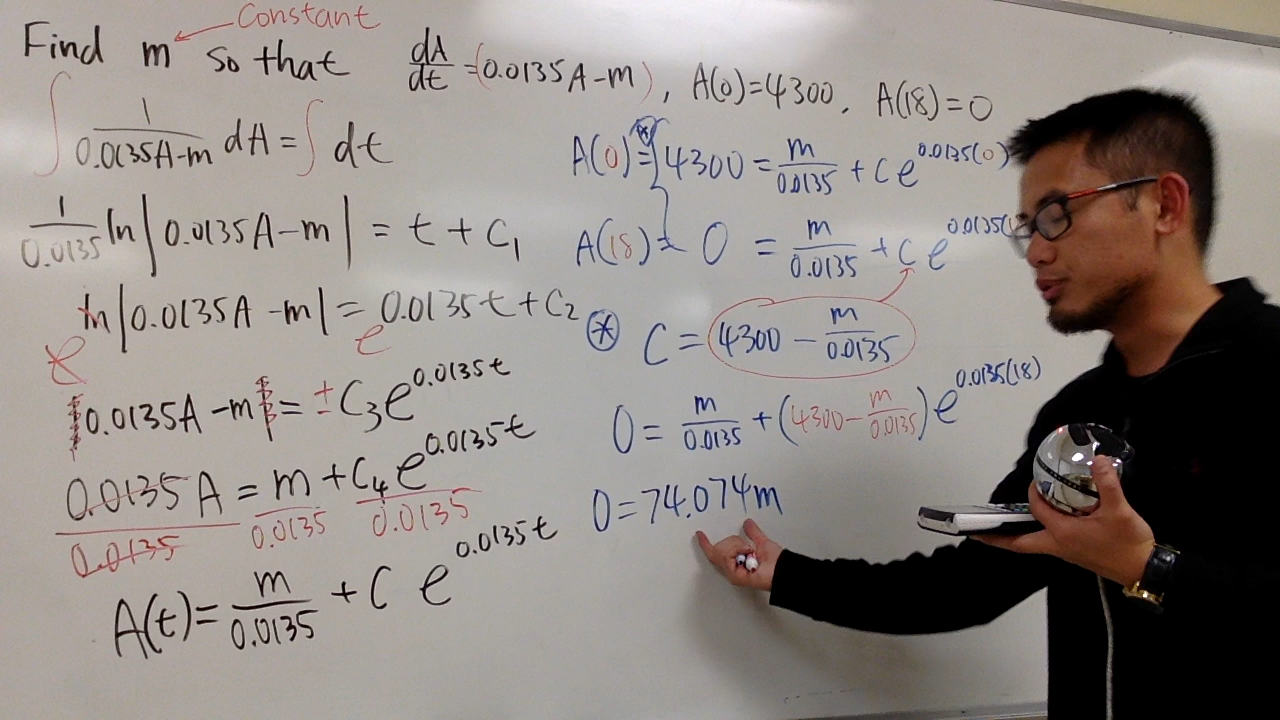 Constant
Find m so that dA/dt = (0.0135A-m), A(0)=4300, A(18)=0
∫ 1/(0.0135A-m) dA = ∫ dt
1/0.0135 ln|0.0135A-m| = t + C₁
ln|0.0135A-m| = 0.0135t + C₂
e e
|0.0135A-m| = ± C₃e^(0.0135t)
0.0135A = m + C₄e^(0.0135t)
0.0135 0.0135 0.0135
A(t) = m/0.0135 + C e^(0.0135t)
A(0) = 4300 = m/0.0135 + Ce^(0.0135(0))
A(18) = 0 = m/0.0135 + Ce^(0.0135(1
* C = 4300 - m/0.0135
0 = m/0.0135 + (4300 - m/0.0135) e^(0.0135(18))
0 = 74.074m